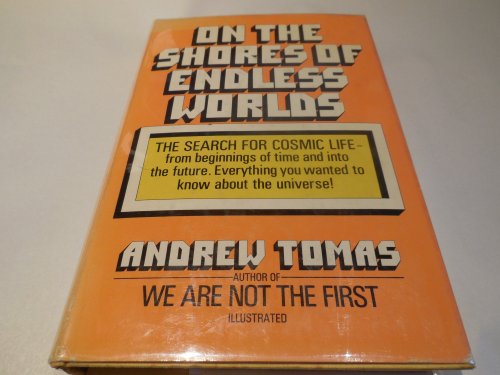 ON THE
SHORES OF
ENDLESS
WORLDS
THE SEARCH FOR COSMIC LIFE-
from beginnings of time and into
the future. Everything you wanted to
know about the universe!
ANDREW TOMAS
AUTHOR OF
WE ARE NOT THE FIRST
ILLUSTRATED